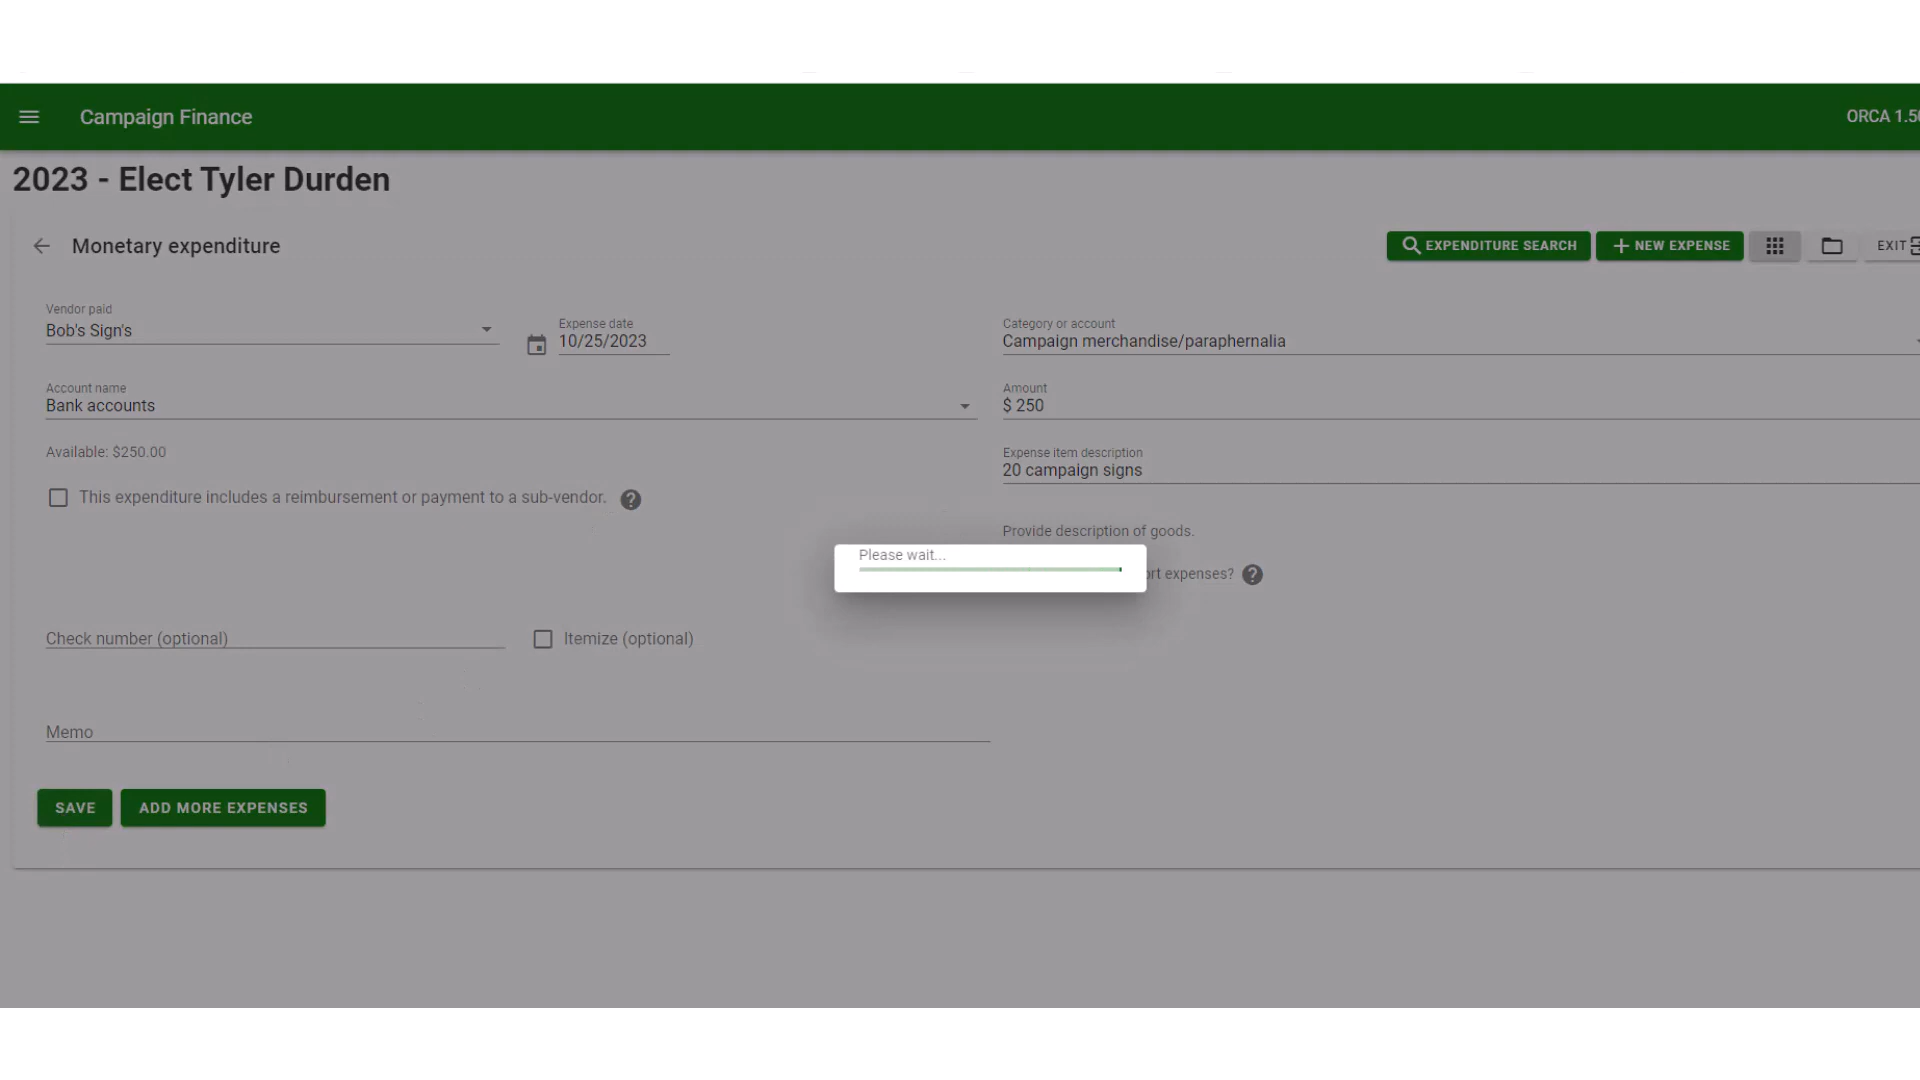 Campaign Finance
ORCA 1.50
2023 - Elect Tyler Durden
Monetary expenditure
EXPENDITURE SEARCH
NEW EXPENSE
EXIT
Vendor paid
Bob's Sign's
Expense date
10/25/2023
Category or account
Campaign merchandise/paraphernalia
Account name
Bank accounts
Amount
$ 250
Available: $250.00
Expense item description
20 campaign signs
This expenditure includes a reimbursement or payment to a sub-vendor.
Provide description of goods.
Please wait...
expenses?
Check number (optional)
Itemize (optional)
Memo
SAVE
ADD MORE EXPENSES